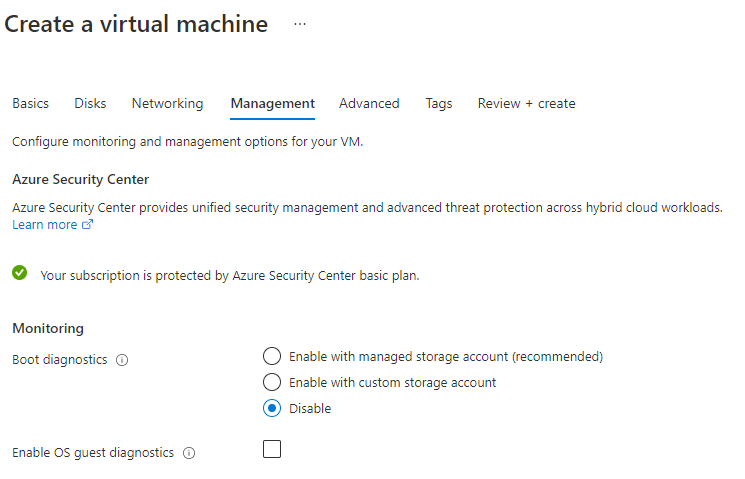 Create a virtual machine ...
Basics Disks Networking Management Advanced Tags Review + create
Configure monitoring and management options for your VM.
Azure Security Center
Azure Security Center provides unified security management and advanced threat protection across hybrid cloud workloads.
Learn more
Your subscription is protected by Azure Security Center basic plan.
Monitoring
Boot diagnostics
Enable with managed storage account (recommended)
Enable with custom storage account
Disable
Enable OS guest diagnostics